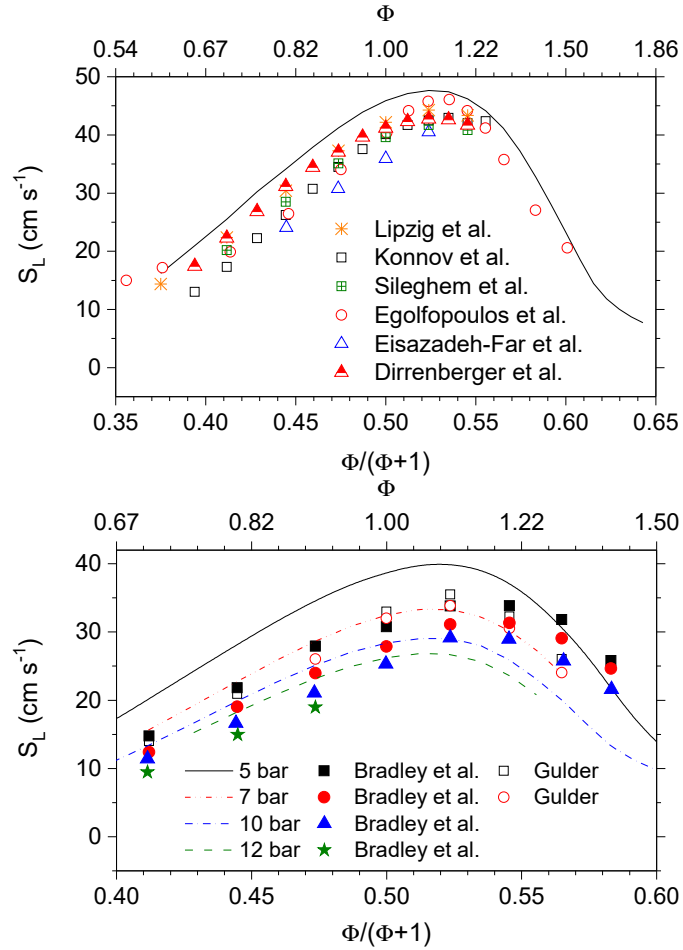 Φ
0.54 0.67 0.82 1.00 1.22 1.50 1.86
50
40
30
20
10
0
S_L (cm s⁻¹)
Lipzig et al.
Konnov et al.
Sileghem et al.
Egolfopoulos et al.
Eisazadeh-Far et al.
Dirrenberger et al.
0.35 0.40 0.45 0.50 0.55 0.60 0.65
Φ/(Φ+1)
Φ
0.67 0.82 1.00 1.22 1.50
40
30
20
10
0
S_L (cm s⁻¹)
5 bar Bradley et al. Gulder
7 bar Bradley et al. Gulder
10 bar Bradley et al.
12 bar Bradley et al.
0.40 0.45 0.50 0.55 0.60
Φ/(Φ+1)